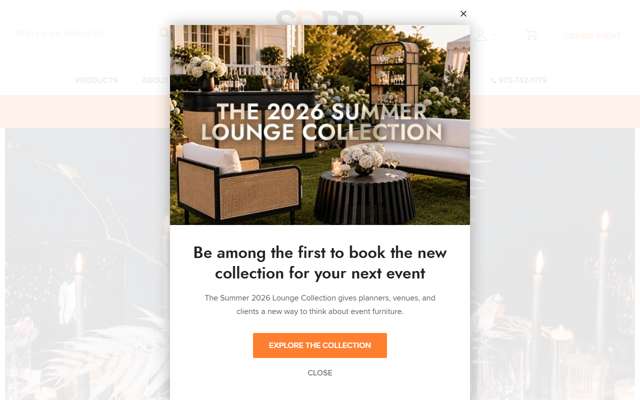 PRODUCTS
THE 2026 SUMMER
LOUNGE COLLECTION
Be among the first to book the new
collection for your next event
The Summer 2026 Lounge Collection gives planners, venues, and
clients a new way to think about event furniture.
EXPLORE THE COLLECTION
CLOSE